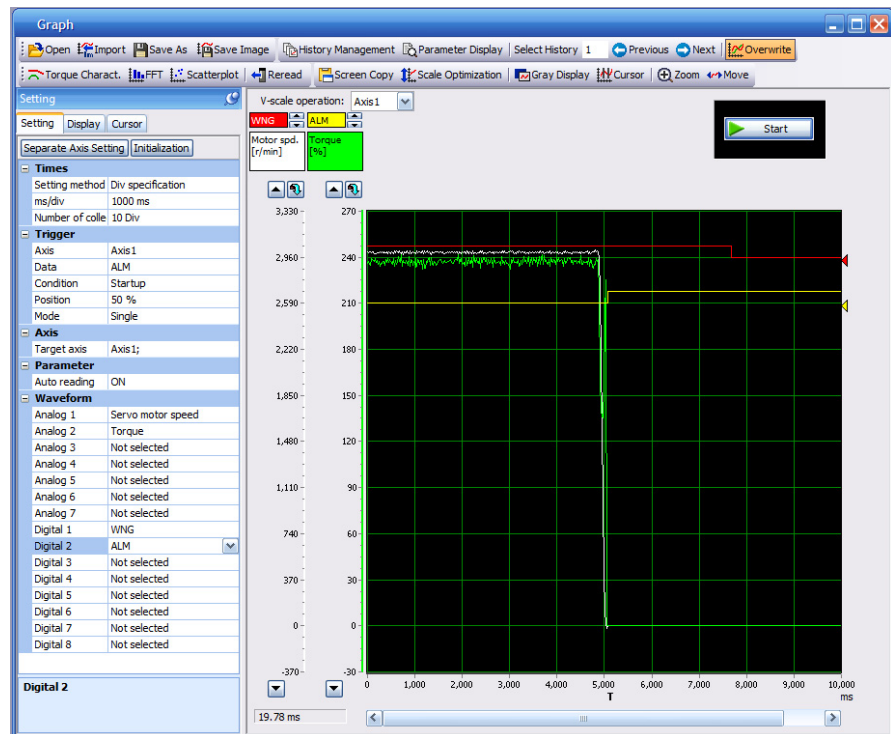 Graph
Open Import Save As Save Image History Management Parameter Display Select History 1 Previous Next Overwrite
Torque Charact. FFT Scatterplot Reread Screen Copy Scale Optimization Gray Display Cursor Zoom Move
Setting
Setting Display Cursor
Separate Axis Setting Initialization
Times
Setting method Div specification
ms/div 1000 ms
Number of colle 10 Div
Trigger
Axis Axis1
Data ALM
Condition Startup
Position 50 %
Mode Single
Axis
Target axis Axis1;
Parameter
Auto reading ON
Waveform
Analog 1 Servo motor speed
Analog 2 Torque
Analog 3 Not selected
Analog 4 Not selected
Analog 5 Not selected
Analog 6 Not selected
Analog 7 Not selected
Digital 1 WNG
Digital 2 ALM
Digital 3 Not selected
Digital 4 Not selected
Digital 5 Not selected
Digital 6 Not selected
Digital 7 Not selected
Digital 8 Not selected
Digital 2
V-scale operation: Axis1
WNG ALM
Motor spd. Torque
[r/min] [%]
Start
3,330 270
2,960 240
2,590 210
2,220 180
1,850 150
1,480 120
1,110 90
740 60
370 30
0 0
-370 -30
0 1,000 2,000 3,000 4,000 5,000 6,000 7,000 8,000 9,000 10,000
T ms
19.78 ms